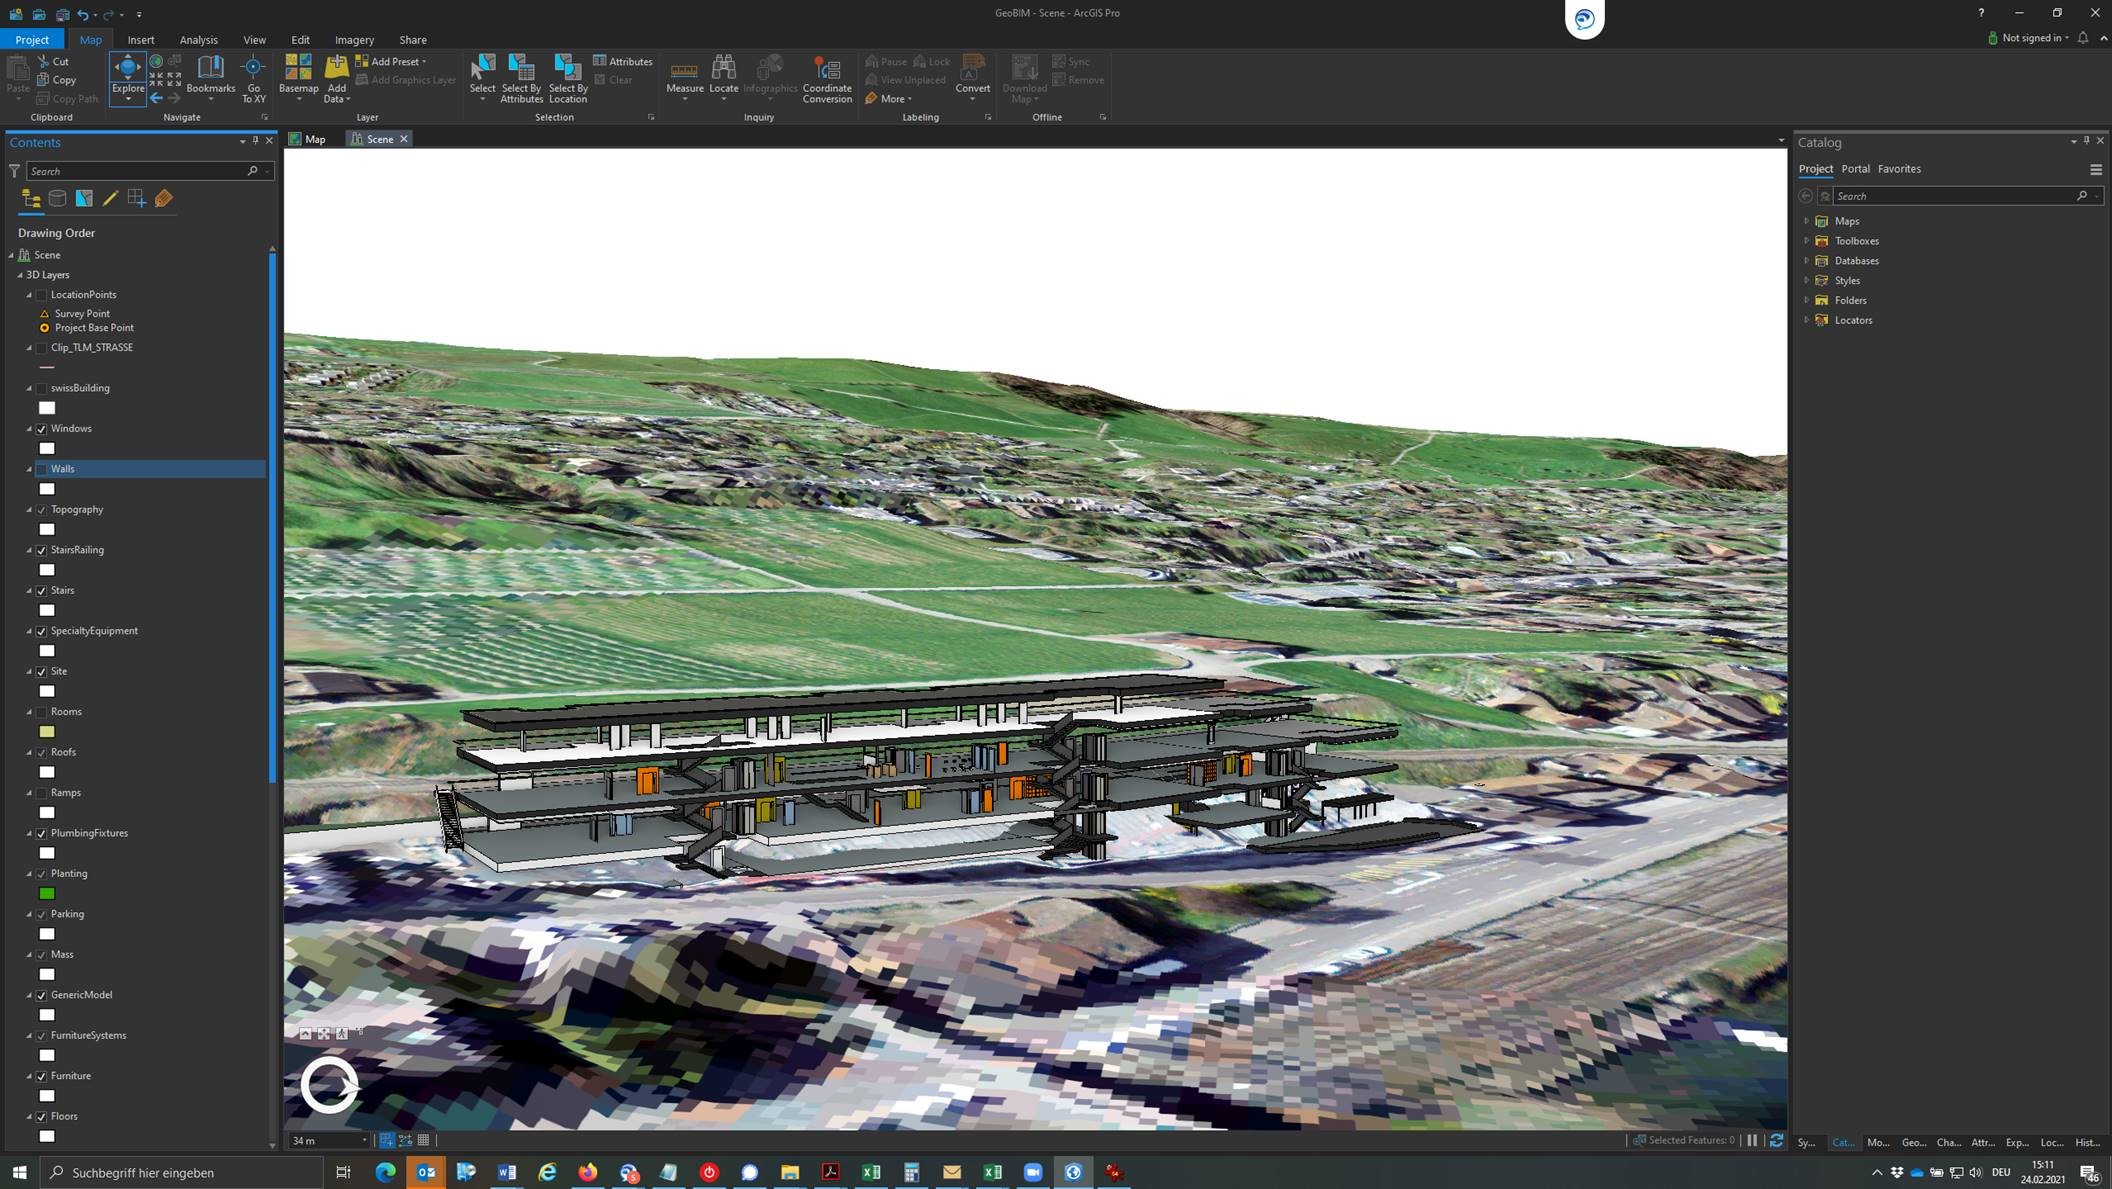 GeoBIM - Scene - ArcGIS Pro
?
Project Map Insert Analysis View Edit Imagery Share
Not signed in
Paste
Cut
Copy
Copy Path
Clipboard
Explore
Bookmarks
Go
To XY
Navigate
Basemap
Add
Data
Add Preset
Add Graphics Layer
Layer
Select
Select By
Attributes
Select By
Location
Attributes
Clear
Selection
Measure
Locate
Infographics
Coordinate
Conversion
Inquiry
Pause
Lock
View Unplaced
More
Convert
Labeling
Download
Map
Sync
Remove
Offline
Contents
Search
Drawing Order
Scene
3D Layers
LocationPoints
Survey Point
Project Base Point
Clip_TLM_STRASSE
swissBuilding
Windows
Walls
Topography
StairsRailing
Stairs
SpecialtyEquipment
Site
Rooms
Roofs
Ramps
PlumbingFixtures
Planting
Parking
Mass
GenericModel
FurnitureSystems
Furniture
Floors
Map
Scene
34 m
Selected Features: 0
Catalog
Project Portal Favorites
Search
Maps
Toolboxes
Databases
Styles
Folders
Locators
Sy... Cat... Mo... Geo... Cha... Attr... Exp... Loc... Hist...
Suchbegriff hier eingeben
5
DEU
15:11
24.02.2021
46